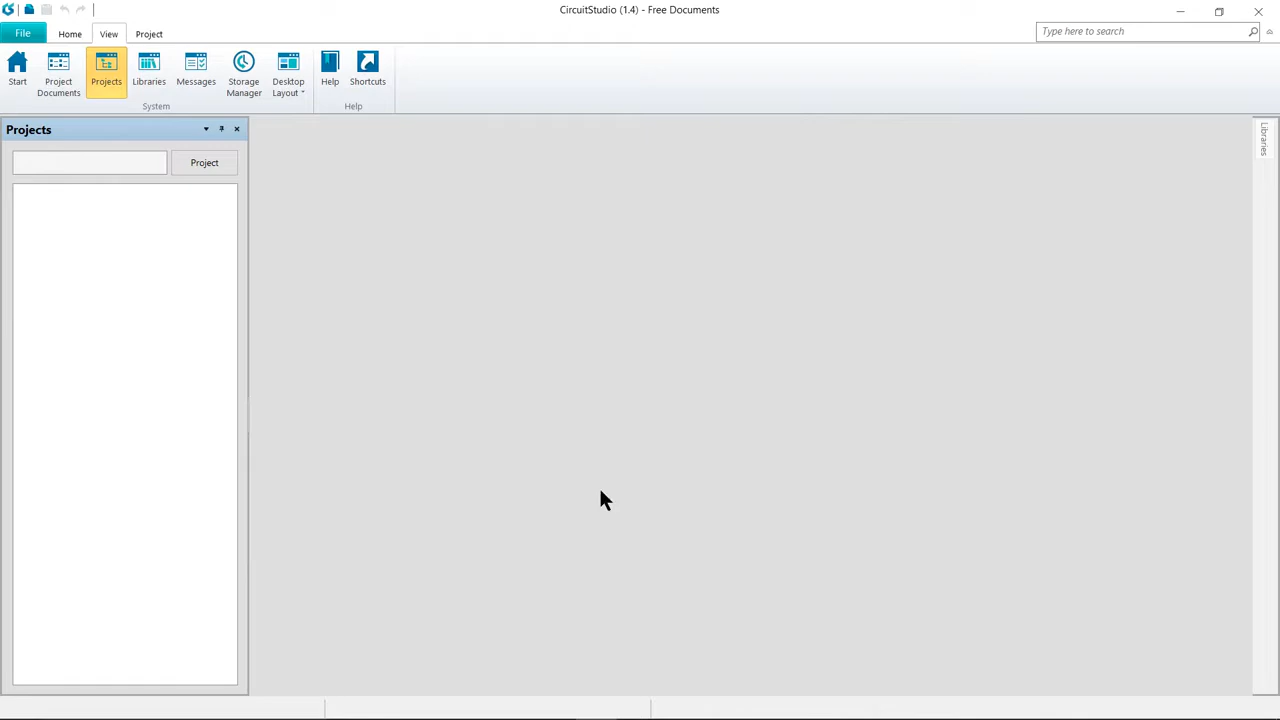 CircuitStudio (1.4) - Free Documents
File Home View Project
Type here to search
Start
Project Documents
Projects
Libraries
Messages
Storage Manager
Desktop Layout
Help
Shortcuts
System
Help
Projects
Project
Libraries